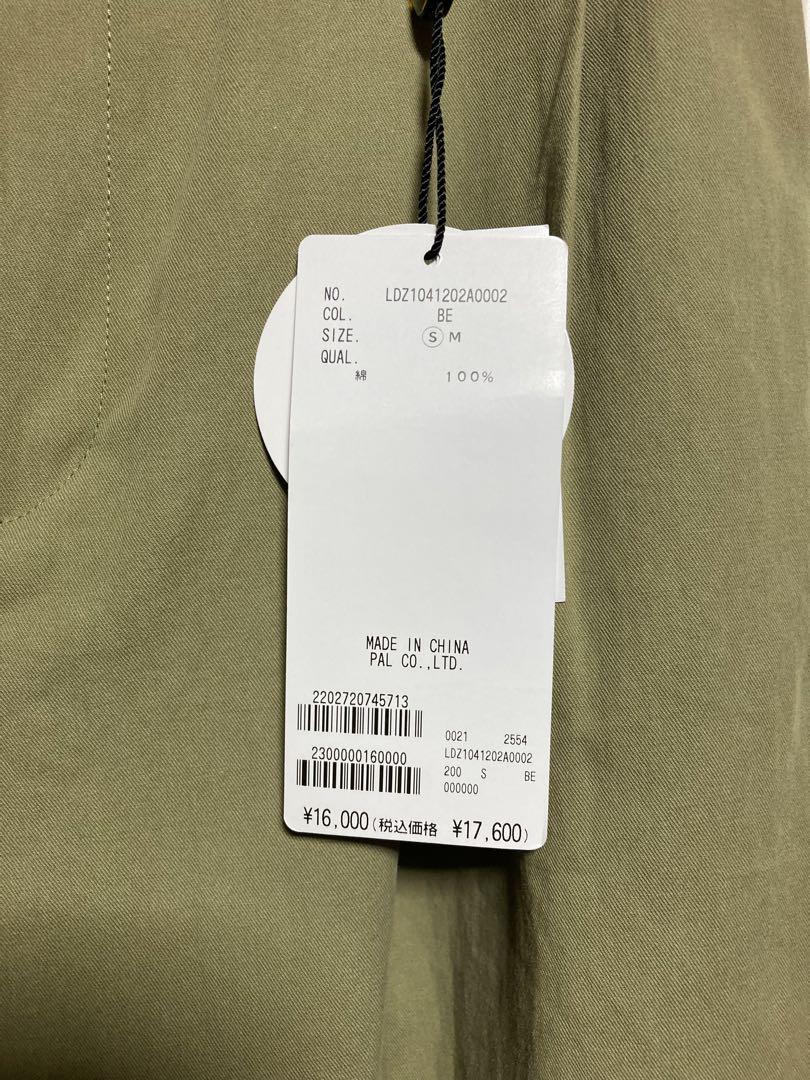 NO. LDZ1041202A0002
COL. BE
SIZE. Ⓢ M
QUAL.
綿 100%
MADE IN CHINA
PAL CO.,LTD.
2202720745713
2300000160000
0021 2554
LDZ1041202A0002
200 S BE
000000
¥16,000(税込価格 ¥17,600)